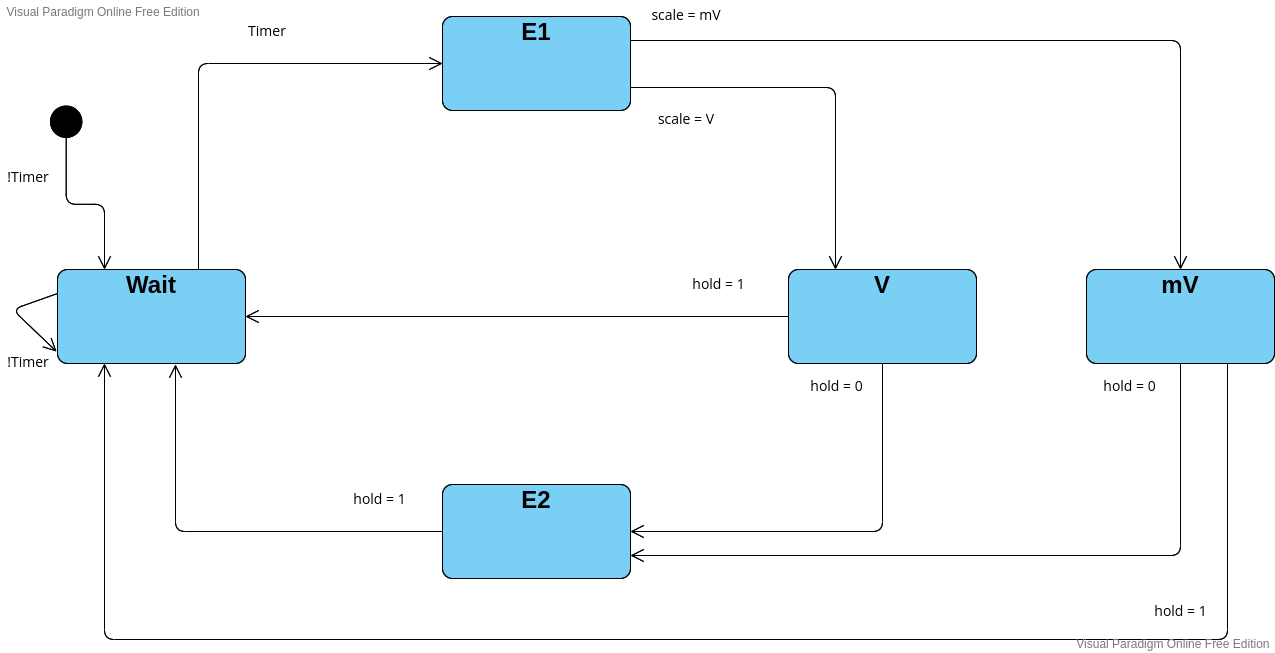 Visual Paradigm Online Free Edition
scale = mV
Timer
E1
scale = V
!Timer
Wait
hold = 1
V
mV
!Timer
hold = 0
hold = 0
hold = 1
E2
hold = 1
Visual Paradigm Online Free Edition